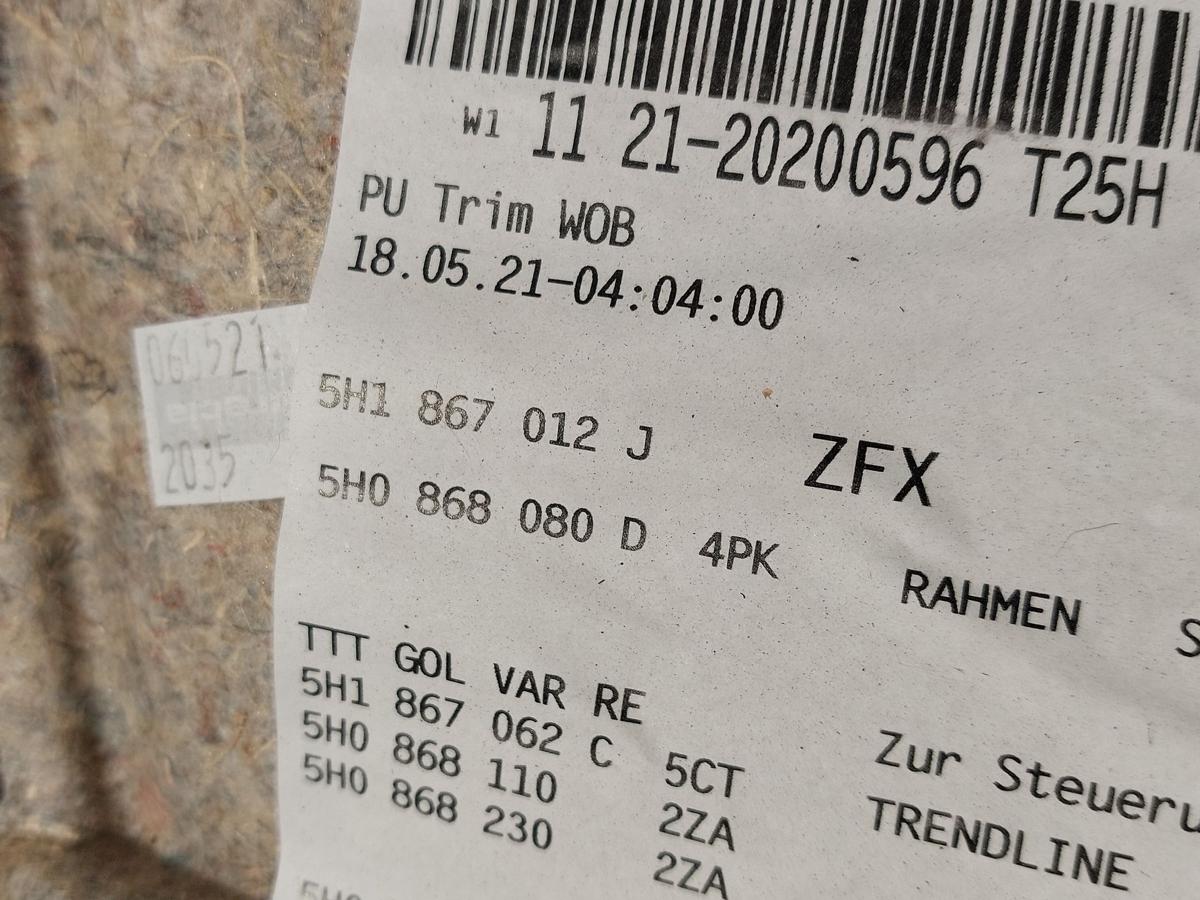 W1 11 21-20200596 T25H
PU Trim WOB
18.05.21-04:04:00
060521
2035
5H1 867 012 J ZFX
5H0 868 080 D 4PK RAHMEN
TTT GOL VAR RE
5H1 867 062 C 5CT Zur
5H0 868 110 2ZA TRENDLINE
5H0 868 230 2ZA